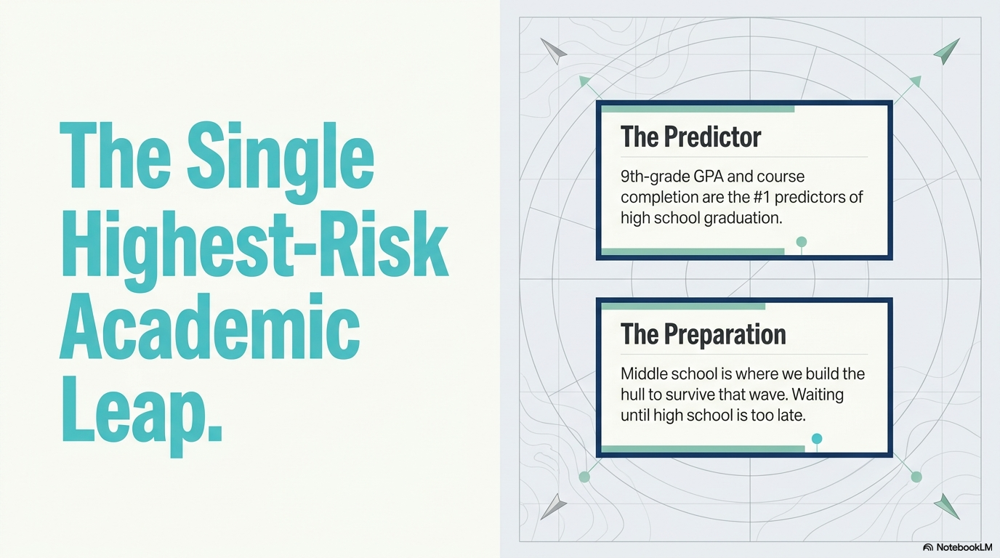 The Single
Highest-Risk
Academic
Leap.
The Predictor
9th-grade GPA and course
completion are the #1 predictors of
high school graduation.
The Preparation
Middle school is where we build the
hull to survive that wave. Waiting
until high school is too late.
NotebookLM